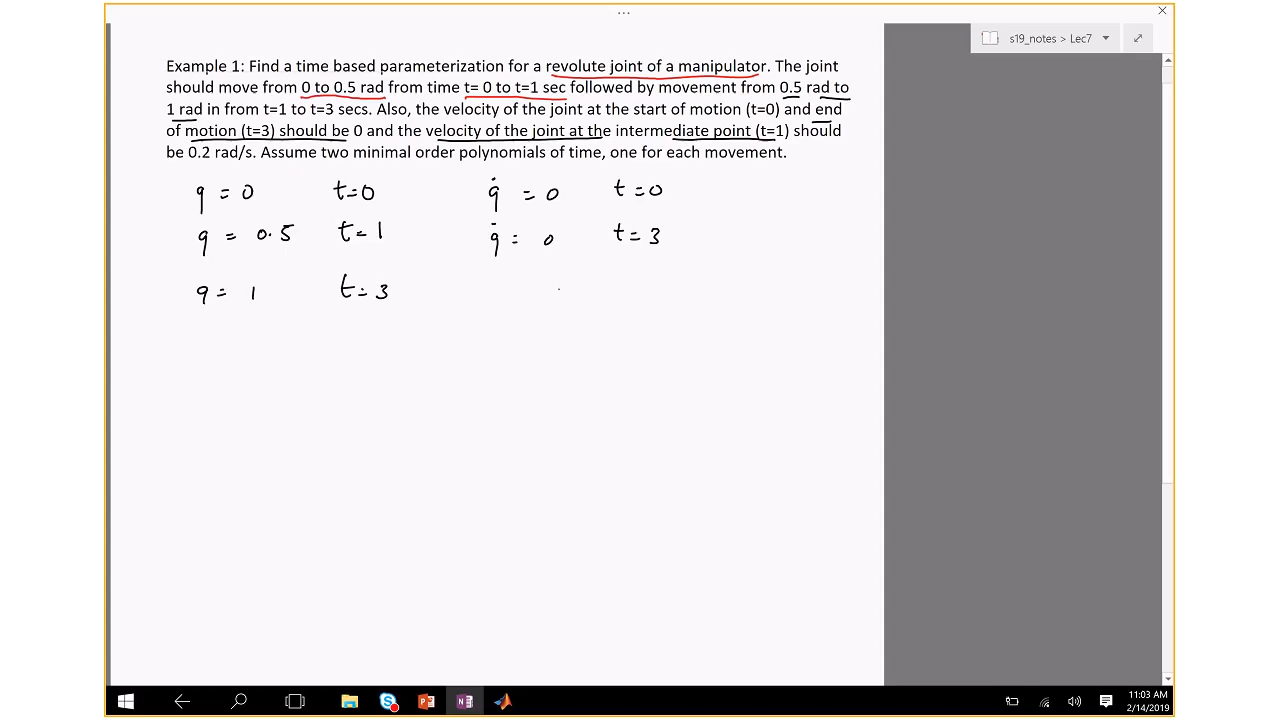 ...
s19_notes > Lec7
Example 1: Find a time based parameterization for a revolute joint of a manipulator. The joint
should move from 0 to 0.5 rad from time t= 0 to t=1 sec followed by movement from 0.5 rad to
1 rad in from t=1 to t=3 secs. Also, the velocity of the joint at the start of motion (t=0) and end
of motion (t=3) should be 0 and the velocity of the joint at the intermediate point (t=1) should
be 0.2 rad/s. Assume two minimal order polynomials of time, one for each movement.
q = 0 t=0 q̇ = 0 t = 0
q = 0.5 t = 1 q̇ = 0 t = 3
q = 1 t = 3
11:03 AM
2/14/2019